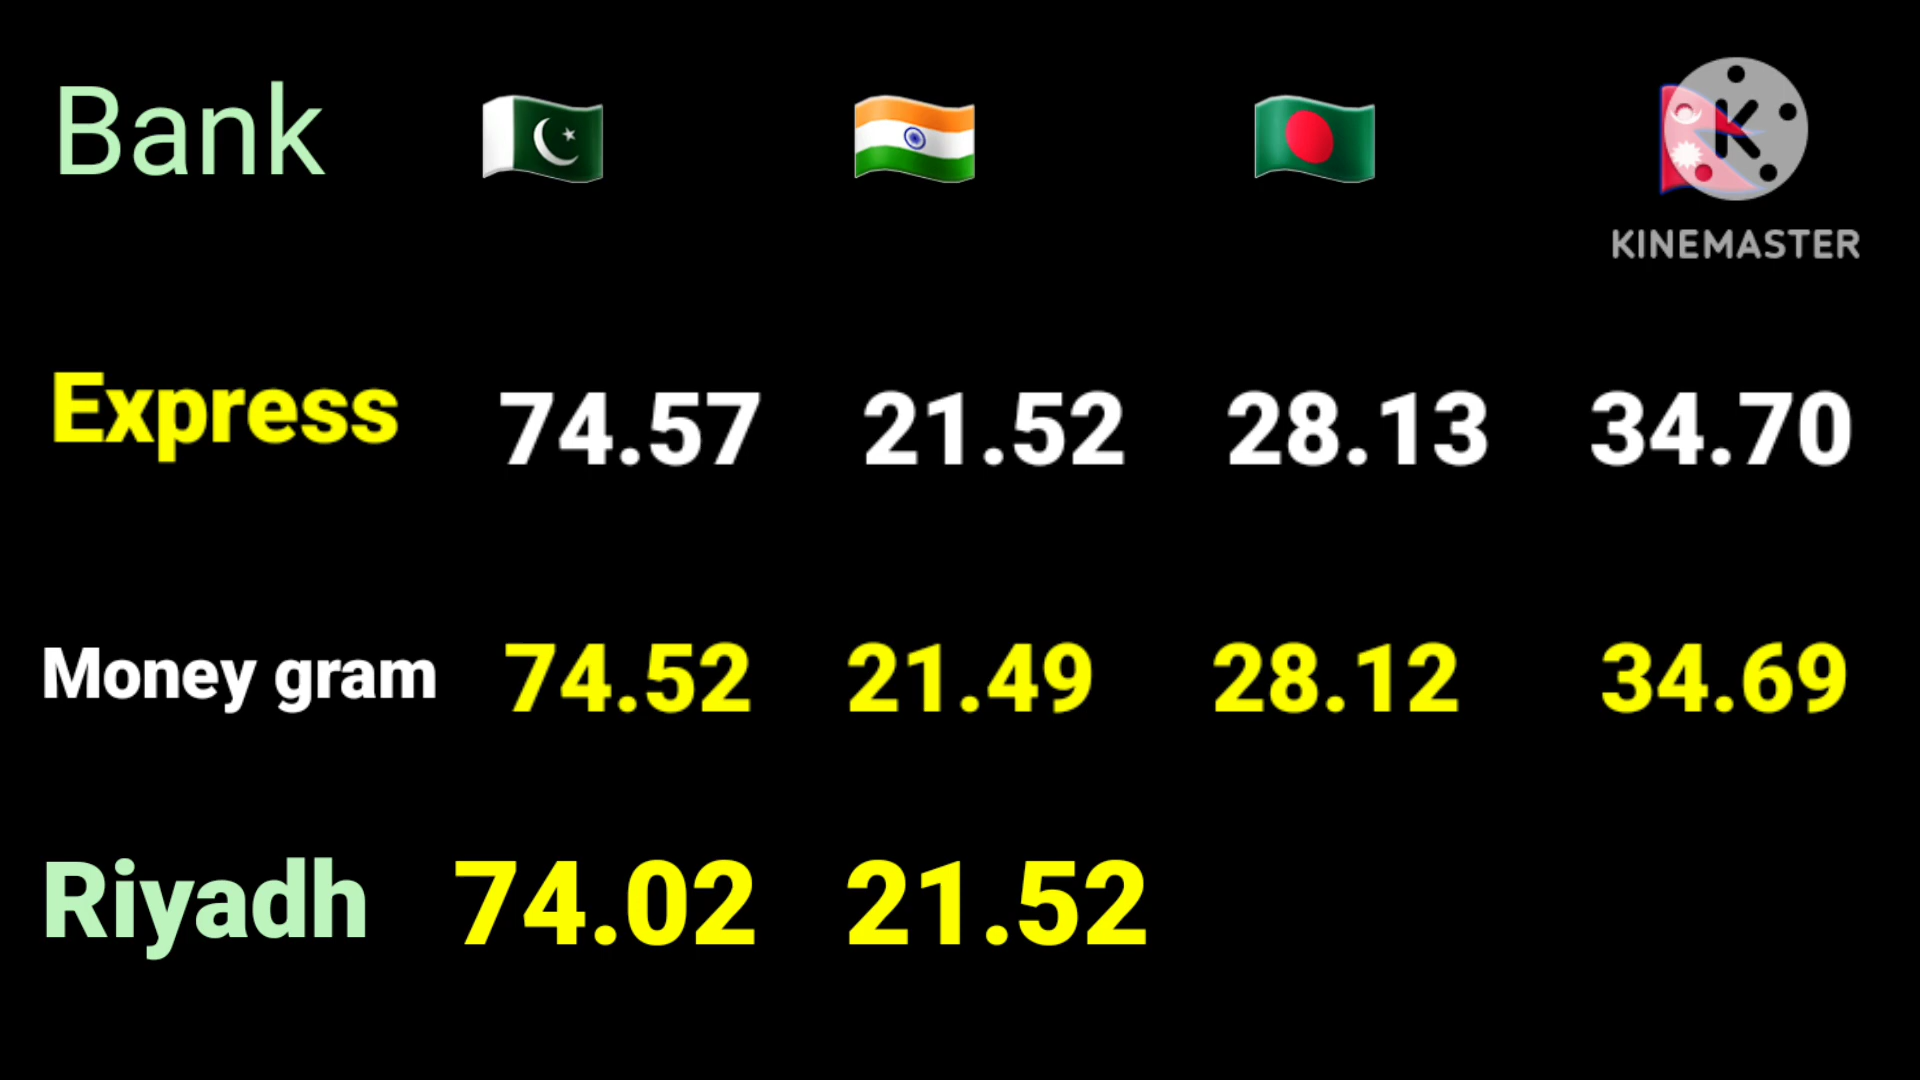 Bank
KINEMASTER
Express 74.57 21.52 28.13 34.70
Money gram 74.52 21.49 28.12 34.69
Riyadh 74.02 21.52